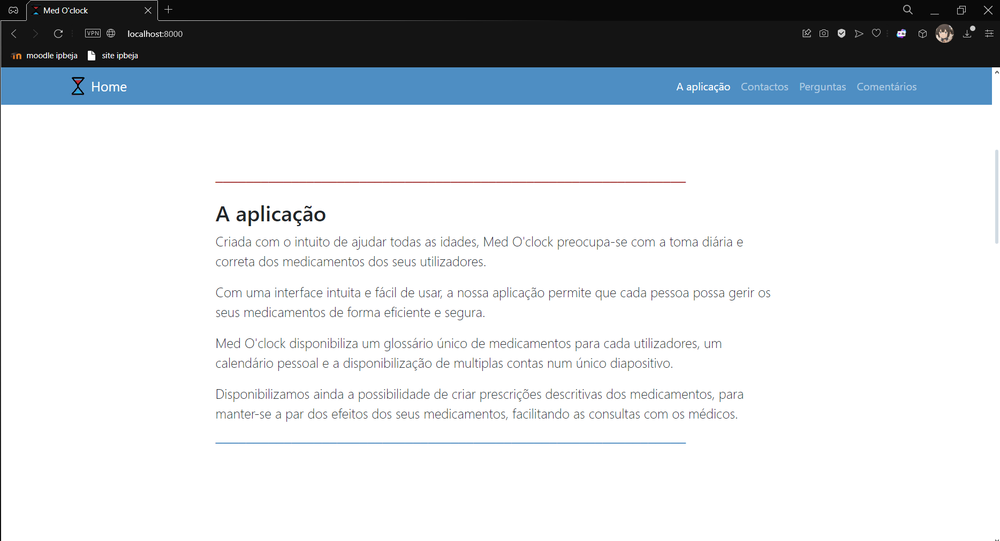 Med O'clock
VPN
localhost:8000
moodle ipbeja
site ipbeja
Home
A aplicação
Contactos
Perguntas
Comentários
A aplicação
Criada com o intuito de ajudar todas as idades, Med O'clock preocupa-se com a toma diária e
correta dos medicamentos dos seus utilizadores.
Com uma interface intuita e fácil de usar, a nossa aplicação permite que cada pessoa possa gerir os
seus medicamentos de forma eficiente e segura.
Med O'clock disponibiliza um glossário único de medicamentos para cada utilizadores, um
calendário pessoal e a disponibilização de multiplas contas num único diapositivo.
Disponibilizamos ainda a possibilidade de criar prescrições descritivas dos medicamentos, para
manter-se a par dos efeitos dos seus medicamentos, facilitando as consultas com os médicos.